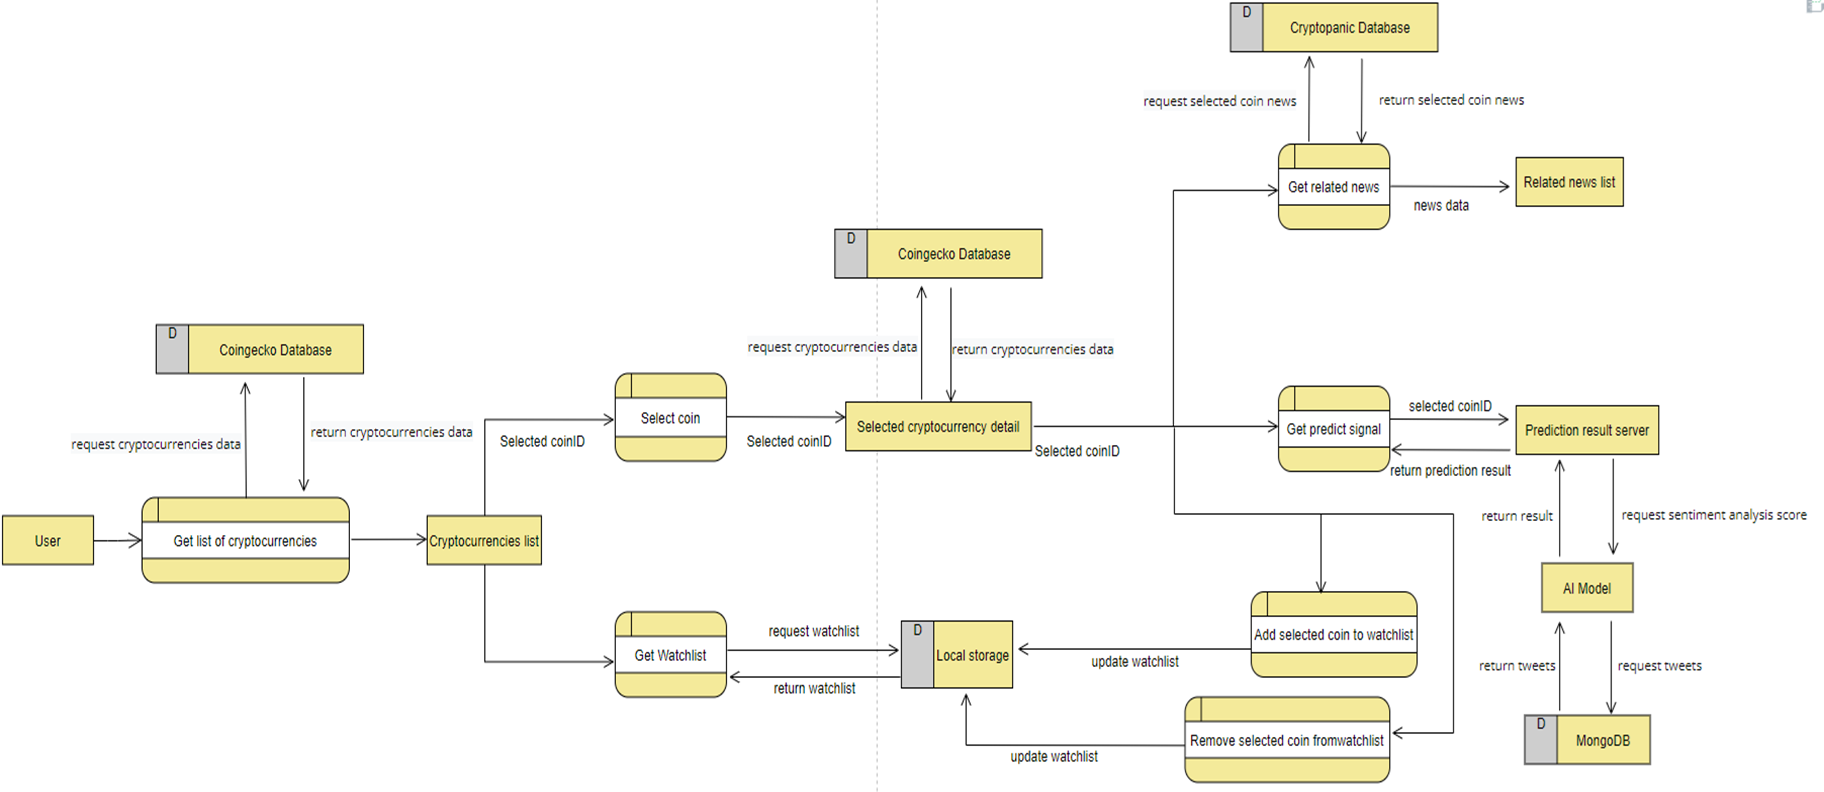 D
Cryptopanic Database
request selected coin news
return selected coin news
Get related news
Related news list
news data
D
Coingecko Database
request cryptocurrencies data
return cryptocurrencies data
D
Coingecko Database
request cryptocurrencies data
return cryptocurrencies data
Select coin
Selected coinID
Selected coinID
Selected cryptocurrency detail
Selected coinID
Get predict signal
selected coinID
return prediction result
Prediction result server
return result
request sentiment analysis score
User
Get list of cryptocurrencies
Cryptocurrencies list
AI Model
return tweets
request tweets
D
MongoDB
Get Watchlist
request watchlist
return watchlist
D
Local storage
Add selected coin to watchlist
update watchlist
Remove selected coin fromwatchlist
update watchlist